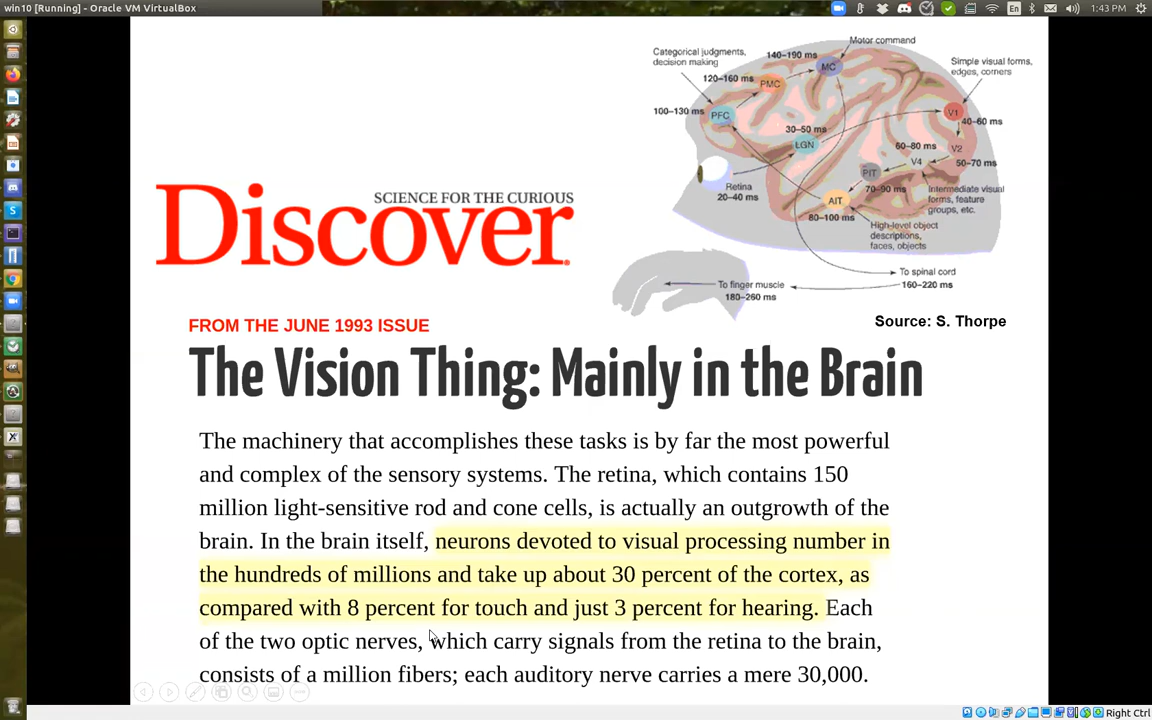 win10 [Running] - Oracle VM VirtualBox
En
1:43 PM
Motor command
Categorical judgments,
decision making
140-190 ms
MC
Simple visual forms,
edges, corners
120-160 ms
PMC
100-130 ms
PFC
V1
40-60 ms
30-50 ms
LGN
60-80 ms
V2
V4
50-70 ms
PIT
Retina
20-40 ms
70-90 ms
Intermediate visual
forms, feature
groups, etc.
AIT
80-100 ms
High-level object
descriptions,
faces, objects
To spinal cord
160-220 ms
To finger muscle
180-260 ms
Source: S. Thorpe
SCIENCE FOR THE CURIOUS
Discover
FROM THE JUNE 1993 ISSUE
The Vision Thing: Mainly in the Brain
The machinery that accomplishes these tasks is by far the most powerful
and complex of the sensory systems. The retina, which contains 150
million light-sensitive rod and cone cells, is actually an outgrowth of the
brain. In the brain itself, neurons devoted to visual processing number in
the hundreds of millions and take up about 30 percent of the cortex, as
compared with 8 percent for touch and just 3 percent for hearing. Each
of the two optic nerves, which carry signals from the retina to the brain,
consists of a million fibers; each auditory nerve carries a mere 30,000.
Right Ctrl